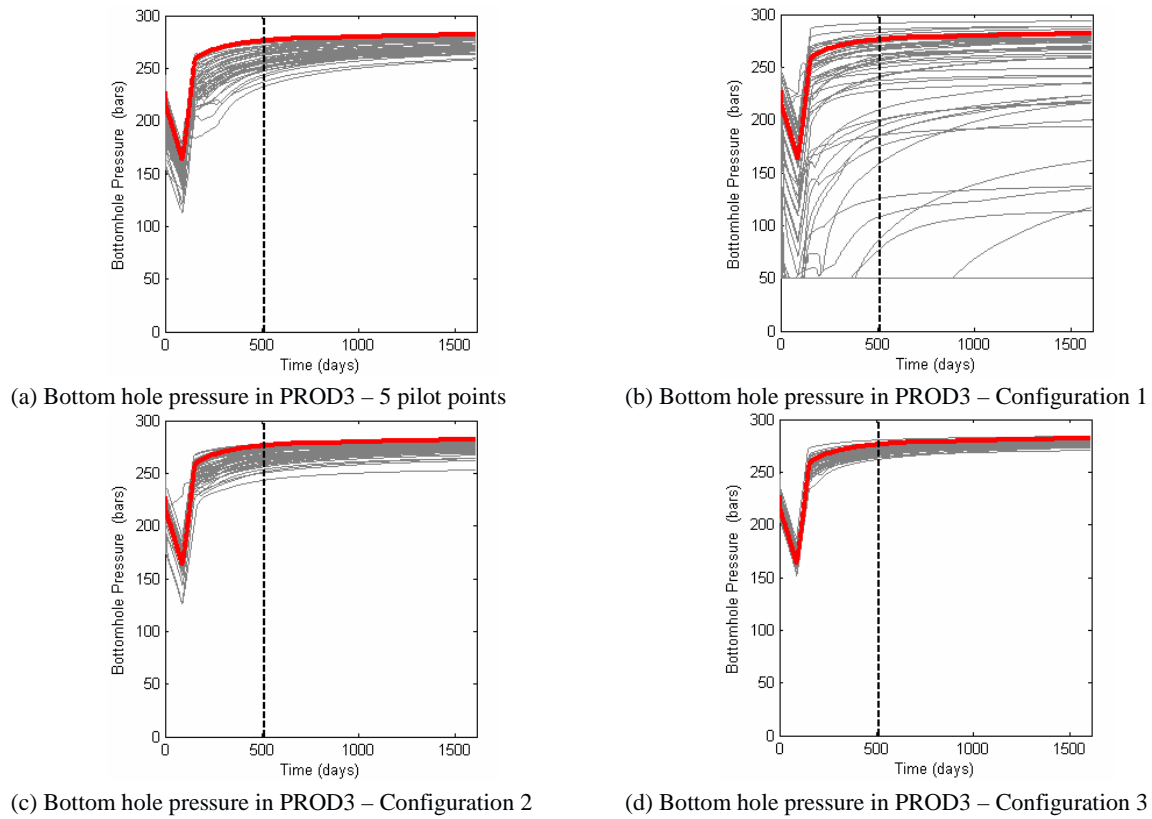 300
250
200
150
100
50
0
Bottomhole Pressure (bars)
0 500 1000 1500
Time (days)
(a) Bottom hole pressure in PROD3 – 5 pilot points
300
250
200
150
100
50
0
Bottomhole Pressure (bars)
0 500 1000 1500
Time (days)
(b) Bottom hole pressure in PROD3 – Configuration 1
300
250
200
150
100
50
0
Bottomhole Pressure (bars)
0 500 1000 1500
Time (days)
(c) Bottom hole pressure in PROD3 – Configuration 2
300
250
200
150
100
50
0
Bottomhole Pressure (bars)
0 500 1000 1500
Time (days)
(d) Bottom hole pressure in PROD3 – Configuration 3